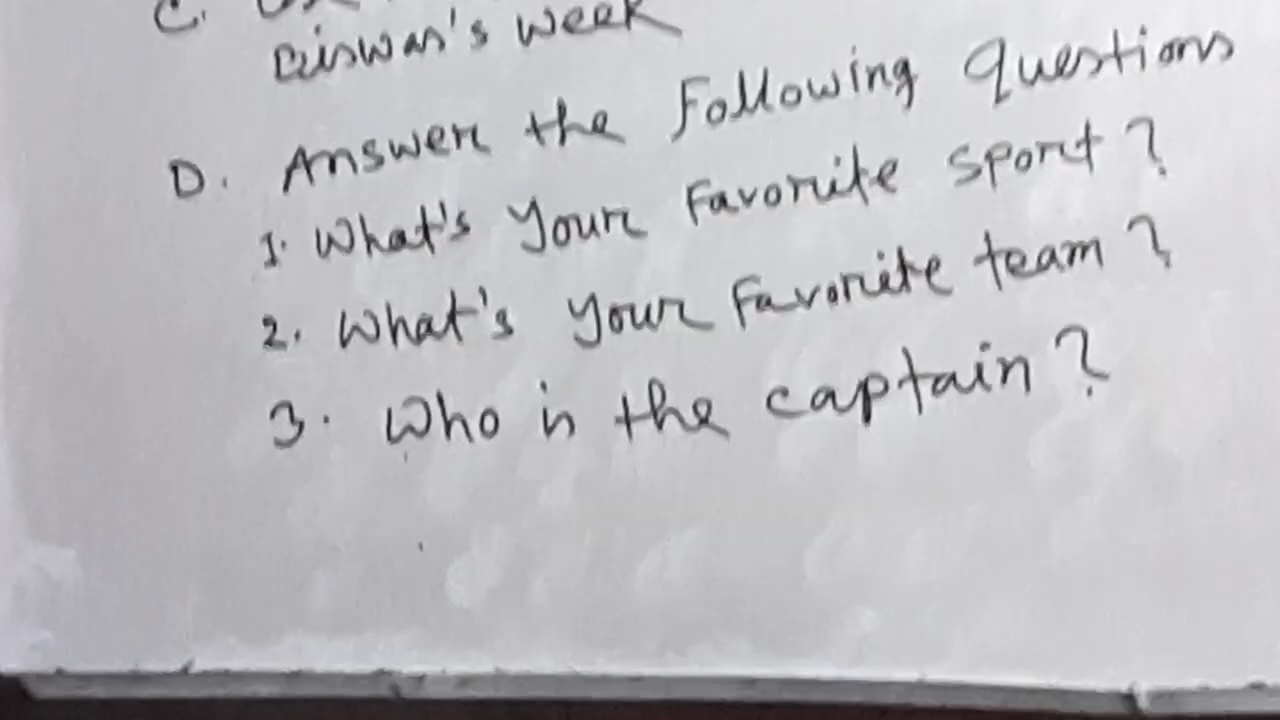 C.
Biswas's week
D. Answer the Following Questions
1. What's your Favorite sport?
2. What's your Favorite team?
3. Who is the captain?